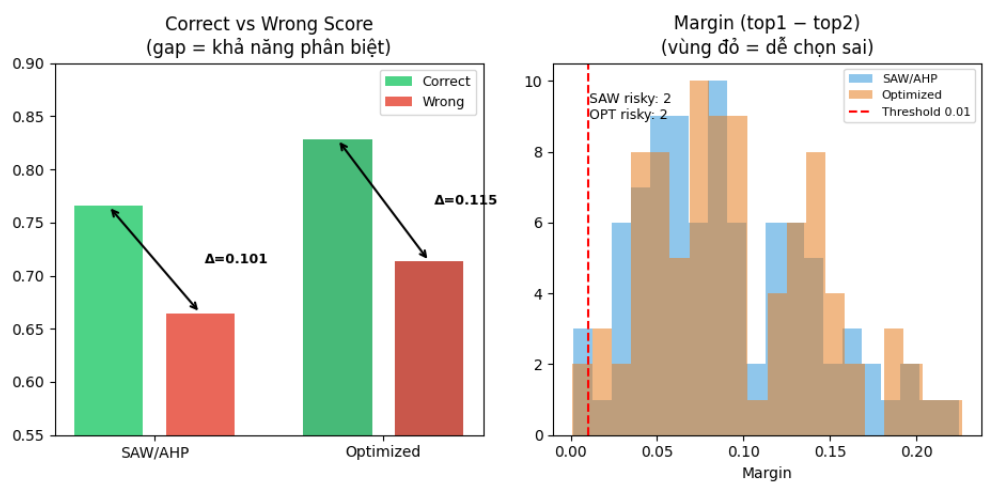 Correct vs Wrong Score
(gap = khả năng phân biệt)
0.90
0.85
0.80
0.75
0.70
0.65
0.60
0.55
Correct
Wrong
Δ=0.101
Δ=0.115
SAW/AHP
Optimized
Margin (top1 − top2)
(vùng đỏ = dễ chọn sai)
10
8
6
4
2
0
SAW risky: 2
OPT risky: 2
SAW/AHP
Optimized
Threshold 0.01
0.00
0.05
0.10
0.15
0.20
Margin